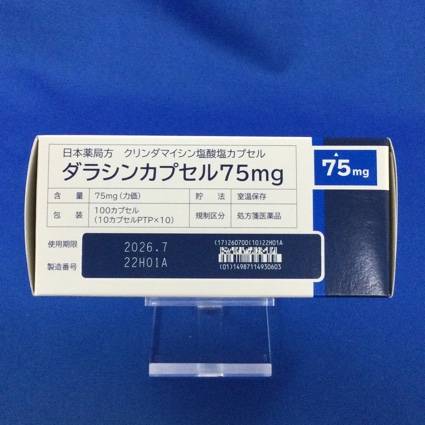 日本薬局方 クリンダマイシン塩酸塩カプセル
ダラシンカプセル75mg
75mg
含量 75mg(力価) 貯法 室温保存
包装 100カプセル(10カプセルPTP×10) 規制区分 処方箋医薬品
使用期限 2026.7
製造番号 22H01A
(17)260700(10)22H01A
(01)14987114930603